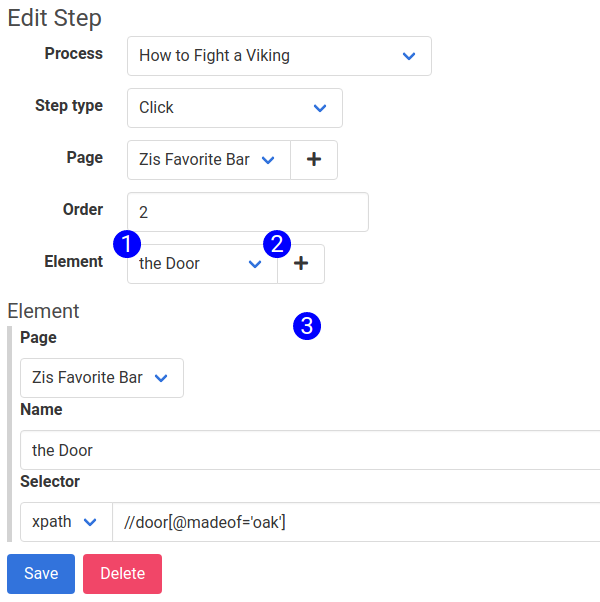 Edit Step
Process How to Fight a Viking
Step type Click
Page Zis Favorite Bar +
Order 2
1 2
Element the Door +
Element
3
Page
Zis Favorite Bar
Name
the Door
Selector
xpath //door[@madeof='oak']
Save Delete